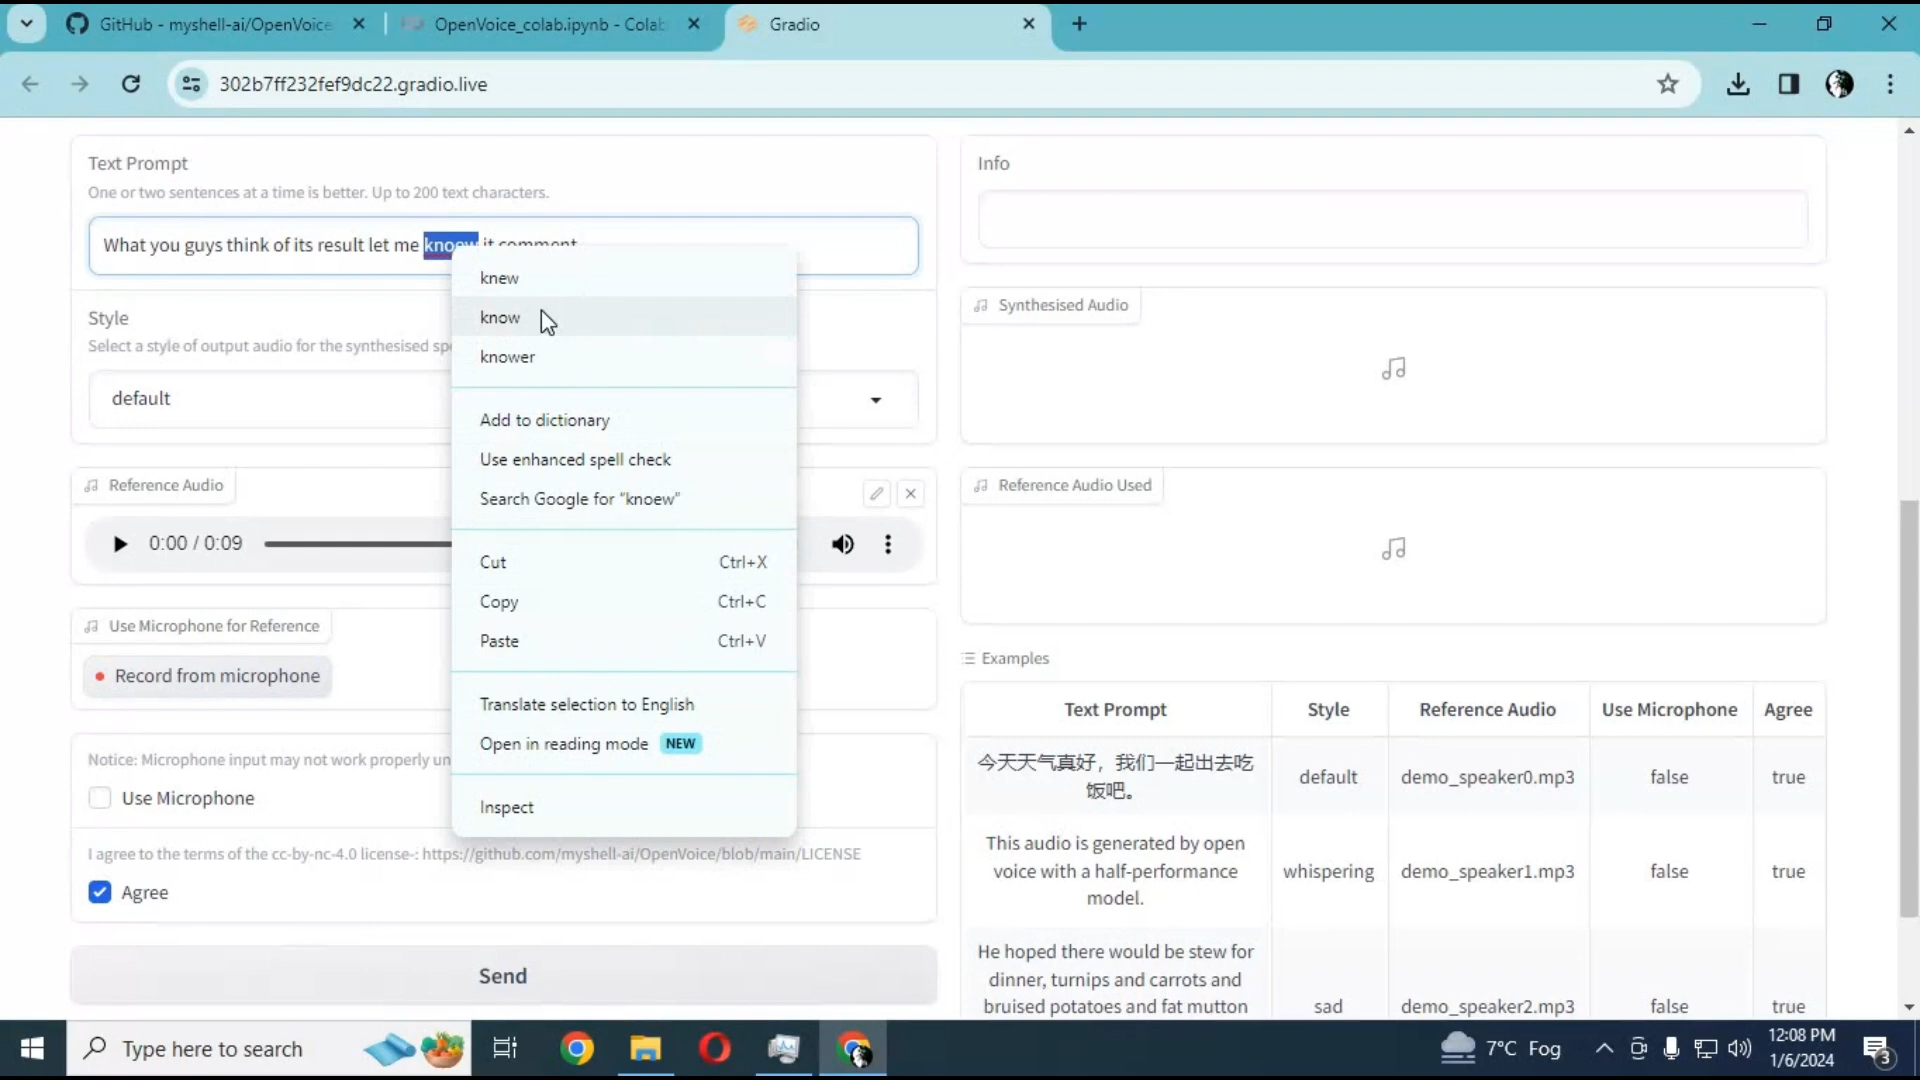 GitHub - myshell-ai/OpenVoice
OpenVoice_colab.ipynb - Colab
Gradio
302b7ff232fef9dc22.gradio.live
Text Prompt
One or two sentences at a time is better. Up to 200 text characters.
What you guys think of its result let me knoew it comment
Style
Select a style of output audio for the synthesised sp
default
Reference Audio
0:00 / 0:09
Use Microphone for Reference
Record from microphone
Notice: Microphone input may not work properly un
Use Microphone
I agree to the terms of the cc-by-nc-4.0 license-: https://github.com/myshell-ai/OpenVoice/blob/main/LICENSE
Agree
Send
knew
know
knower
Add to dictionary
Use enhanced spell check
Search Google for "knoew"
Cut Ctrl+X
Copy Ctrl+C
Paste Ctrl+V
Translate selection to English
Open in reading mode NEW
Inspect
Info
Synthesised Audio
Reference Audio Used
Examples
Text Prompt Style Reference Audio Use Microphone Agree
今天天气真好，我们一起出去吃
饭吧。
default demo_speaker0.mp3 false true
This audio is generated by open
voice with a half-performance
model.
whispering demo_speaker1.mp3 false true
He hoped there would be stew for
dinner, turnips and carrots and
bruised potatoes and fat mutton
sad demo_speaker2.mp3 false true
Type here to search
7°C Fog
12:08 PM
1/6/2024
3